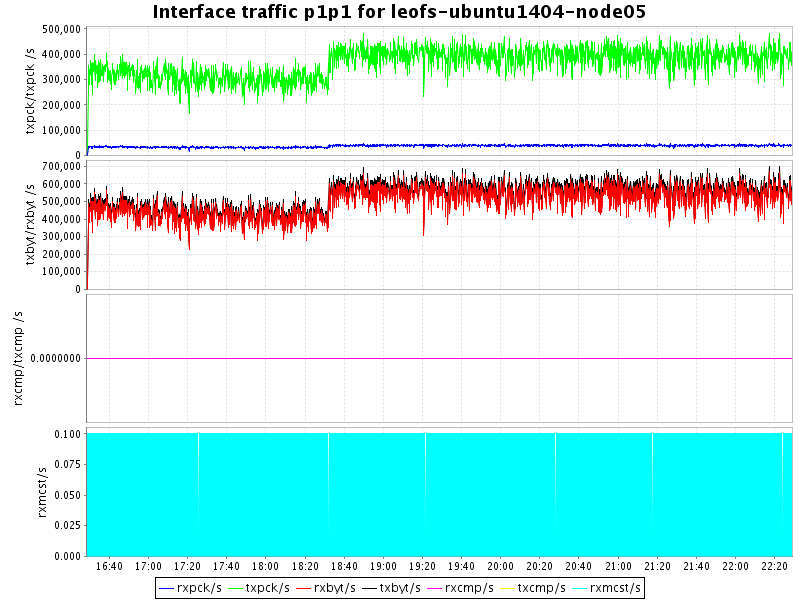 Interface traffic p1p1 for leofs-ubuntu1404-node05
txpck/txpck /s
500,000
400,000
300,000
200,000
100,000
0
txbyt/rxbyt /s
700,000
600,000
500,000
400,000
300,000
200,000
100,000
0
rxcmp/txcmp /s
0.0000000
rxmcst/s
0.100
0.075
0.050
0.025
0.000
16:40 17:00 17:20 17:40 18:00 18:20 18:40 19:00 19:20 19:40 20:00 20:20 20:40 21:00 21:20 21:40 22:00 22:20
rxpck/s txpck/s rxbyt/s txbyt/s rxcmp/s txcmp/s rxmcst/s